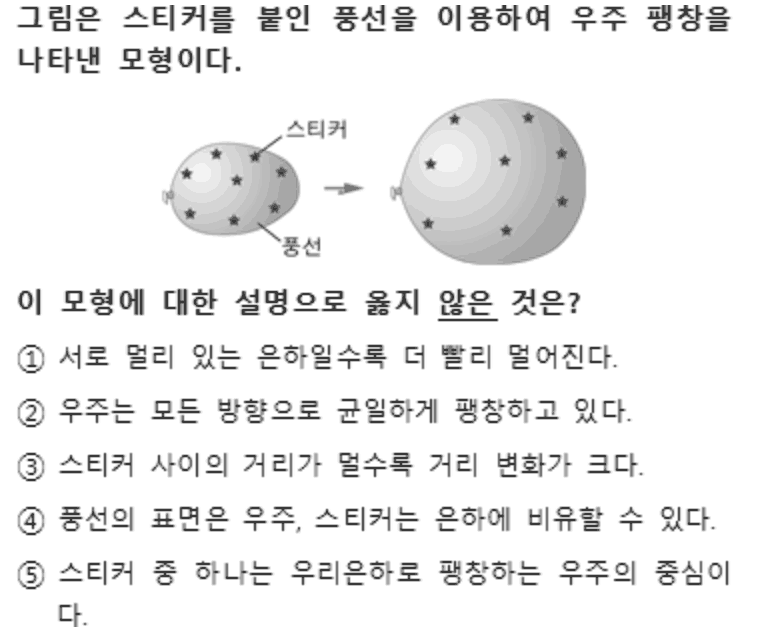 그림은 스티커를 붙인 풍선을 이용하여 우주 팽창을
나타낸 모형이다.
스티커
풍선
이 모형에 대한 설명으로 옳지 않은 것은?
① 서로 멀리 있는 은하일수록 더 빨리 멀어진다.
② 우주는 모든 방향으로 균일하게 팽창하고 있다.
③ 스티커 사이의 거리가 멀수록 거리 변화가 크다.
④ 풍선의 표면은 우주, 스티커는 은하에 비유할 수 있다.
⑤ 스티커 중 하나는 우리은하로 팽창하는 우주의 중심이
다.